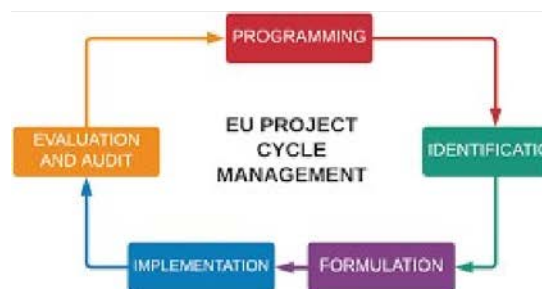 PROGRAMMING
EU PROJECT
CYCLE
MANAGEMENT
EVALUATION
AND AUDIT
IDENTIFICATIO
IMPLEMENTATION
FORMULATION